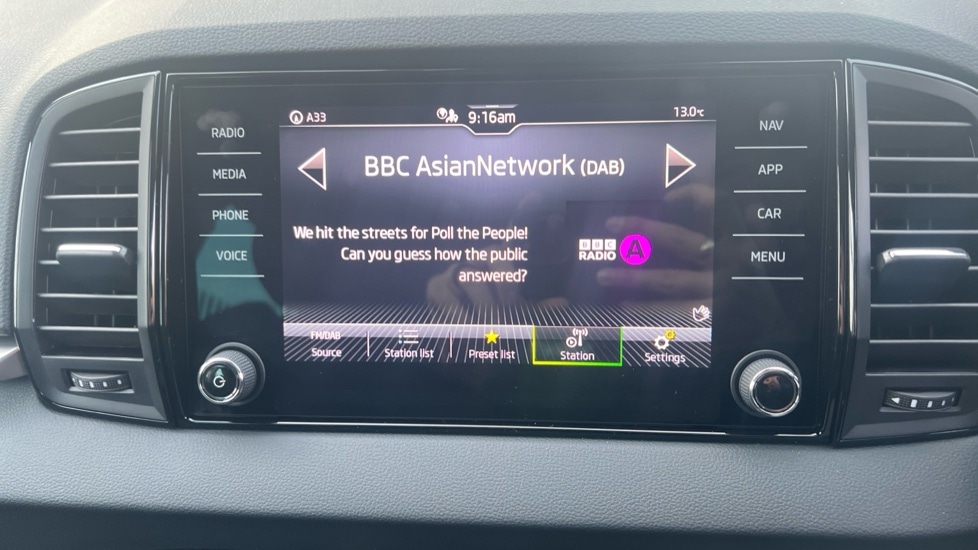 A33 9:16am 13.0°C
RADIO
MEDIA
PHONE
VOICE
BBC AsianNetwork (DAB)
We hit the streets for Poll the People!
Can you guess how the public
answered?
BBC
RADIO A
FM/DAB
Source
Station list
Preset list
Station
Settings
NAV
APP
CAR
MENU